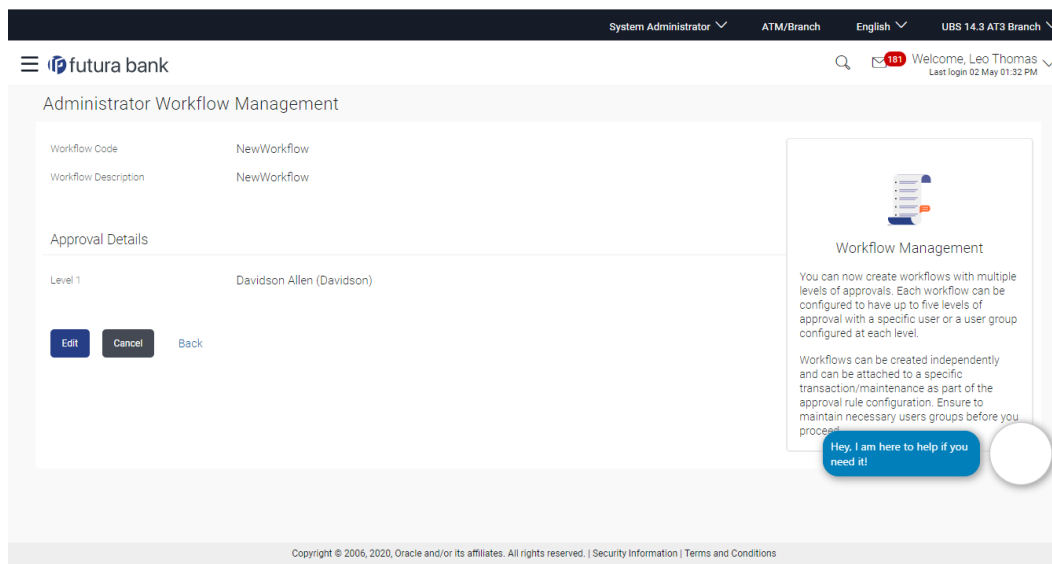 System Administrator ATM/Branch English UBS 14.3 AT3 Branch
futura bank
181
Welcome, Leo Thomas
Last login 02 May 01:32 PM
Administrator Workflow Management
Workflow Code NewWorkflow
Workflow Description NewWorkflow
Approval Details
Level 1 Davidson Allen (Davidson)
Edit Cancel Back
Workflow Management
You can now create workflows with multiple
levels of approvals. Each workflow can be
configured to have up to five levels of
approval with a specific user or a user group
configured at each level.
Workflows can be created independently
and can be attached to a specific
transaction/maintenance as part of the
approval rule configuration. Ensure to
maintain necessary users groups before you
proceed
Hey, I am here to help if you
need it!
Copyright © 2006, 2020, Oracle and/or its affiliates. All rights reserved. | Security Information | Terms and Conditions